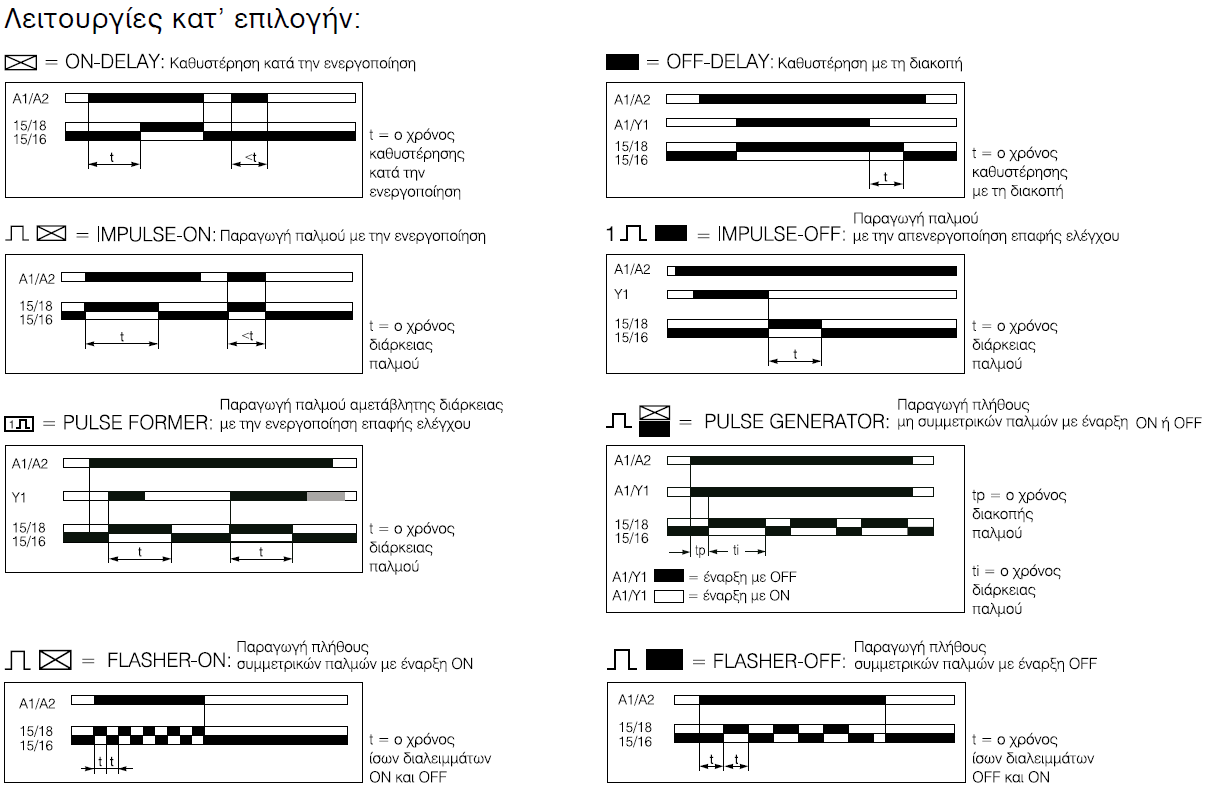 Λειτουργίες κατ’ επιλογήν:
= ON-DELAY: Καθυστέρηση κατά την ενεργοποίηση
A1/A2
15/18
15/16
t
<t
t = ο χρόνος
καθυστέρησης
κατά την
ενεργοποίηση
= OFF-DELAY: Καθυστέρηση με τη διακοπή
A1/A2
A1/Y1
15/18
15/16
t
t = ο χρόνος
καθυστέρησης
με τη διακοπή
= IMPULSE-ON: Παραγωγή παλμού με την ενεργοποίηση
A1/A2
15/18
15/16
t
<t
t = ο χρόνος
διάρκειας
παλμού
Παραγωγή παλμού
1 = IMPULSE-OFF: με την απενεργοποίηση επαφής ελέγχου
A1/A2
Y1
15/18
15/16
t
t = ο χρόνος
διάρκειας
παλμού
Παραγωγή παλμού αμετάβλητης διάρκειας
1 = PULSE FORMER: με την ενεργοποίηση επαφής ελέγχου
A1/A2
Y1
15/18
15/16
t
t
t = ο χρόνος
διάρκειας
παλμού
Παραγωγή πλήθους
= PULSE GENERATOR: μη συμμετρικών παλμών με έναρξη ON ή OFF
A1/A2
A1/Y1
15/18
15/16
tp
ti
A1/Y1 = έναρξη με OFF
A1/Y1 = έναρξη με ON
tp = ο χρόνος
διακοπής
παλμού
ti = ο χρόνος
διάρκειας
παλμού
Παραγωγή πλήθους
= FLASHER-ON: συμμετρικών παλμών με έναρξη ON
A1/A2
15/18
15/16
t
t
t = ο χρόνος
ίσων διαλειμμάτων
ON και OFF
Παραγωγή πλήθους
= FLASHER-OFF: συμμετρικών παλμών με έναρξη OFF
A1/A2
15/18
15/16
t
t
t = ο χρόνος
ίσων διαλειμμάτων
OFF και ON